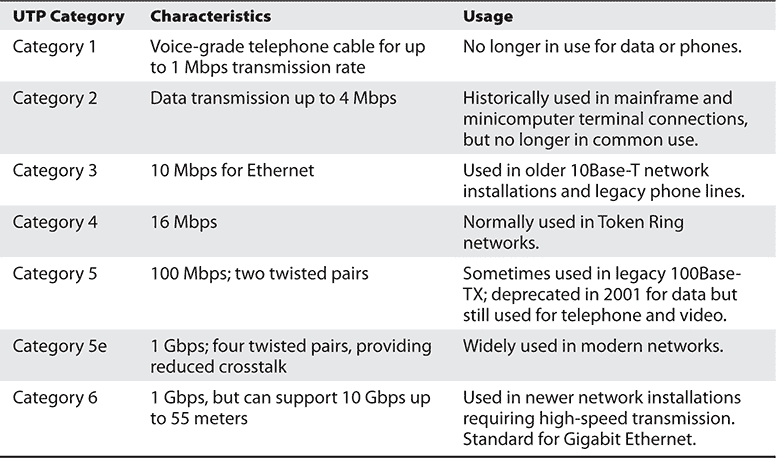 UTP Category Characteristics Usage
Category 1 Voice-grade telephone cable for up No longer in use for data or phones.
to 1 Mbps transmission rate
Category 2 Data transmission up to 4 Mbps Historically used in mainframe and
minicomputer terminal connections,
but no longer in common use.
Category 3 10 Mbps for Ethernet Used in older 10Base-T network
installations and legacy phone lines.
Category 4 16 Mbps Normally used in Token Ring
networks.
Category 5 100 Mbps; two twisted pairs Sometimes used in legacy 100Base-
TX; deprecated in 2001 for data but
still used for telephone and video.
Category 5e 1 Gbps; four twisted pairs, providing Widely used in modern networks.
reduced crosstalk
Category 6 1 Gbps, but can support 10 Gbps up Used in newer network installations
to 55 meters requiring high-speed transmission.
Standard for Gigabit Ethernet.